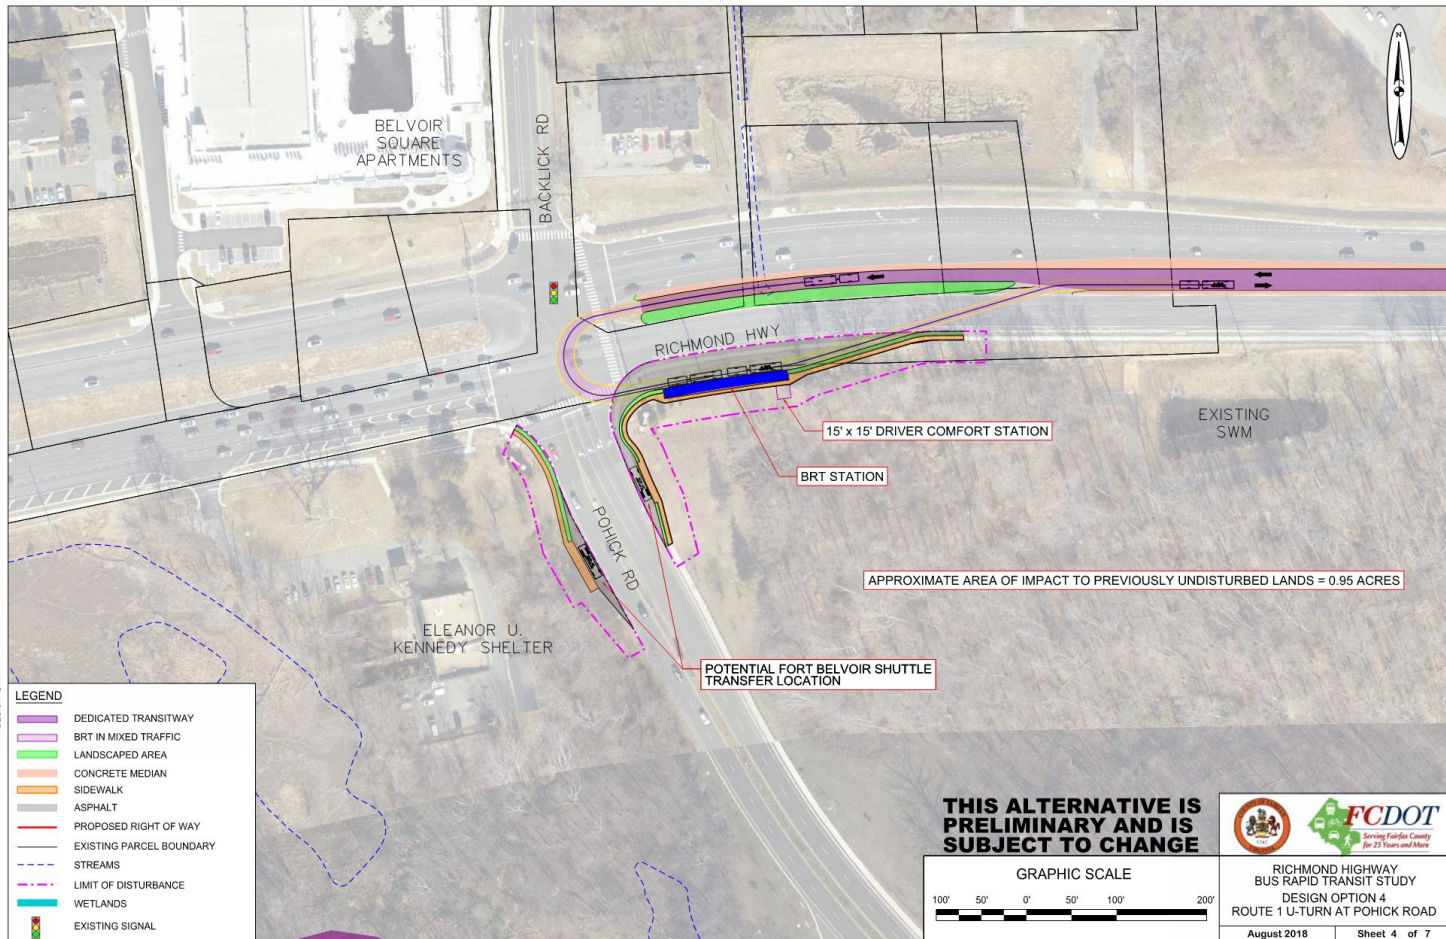 N
BELVOIR
SQUARE
APARTMENTS
BACKLICK RD
RICHMOND HWY
15' x 15' DRIVER COMFORT STATION
EXISTING
SWM
BRT STATION
POHICK RD
APPROXIMATE AREA OF IMPACT TO PREVIOUSLY UNDISTURBED LANDS = 0.95 ACRES
ELEANOR U.
KENNEDY SHELTER
POTENTIAL FORT BELVOIR SHUTTLE
TRANSFER LOCATION
LEGEND
DEDICATED TRANSITWAY
BRT IN MIXED TRAFFIC
LANDSCAPED AREA
CONCRETE MEDIAN
SIDEWALK
ASPHALT
PROPOSED RIGHT OF WAY
EXISTING PARCEL BOUNDARY
STREAMS
LIMIT OF DISTURBANCE
WETLANDS
EXISTING SIGNAL
THIS ALTERNATIVE IS
PRELIMINARY AND IS
SUBJECT TO CHANGE
GRAPHIC SCALE
100' 50' 0' 50' 100' 200'
COUNTY OF FAIRFAX
1742
VIRGINIA
FCDOT
Serving Fairfax County
for 25 Years and More
RICHMOND HIGHWAY
BUS RAPID TRANSIT STUDY
DESIGN OPTION 4
ROUTE 1 U-TURN AT POHICK ROAD
August 2018
Sheet 4 of 7